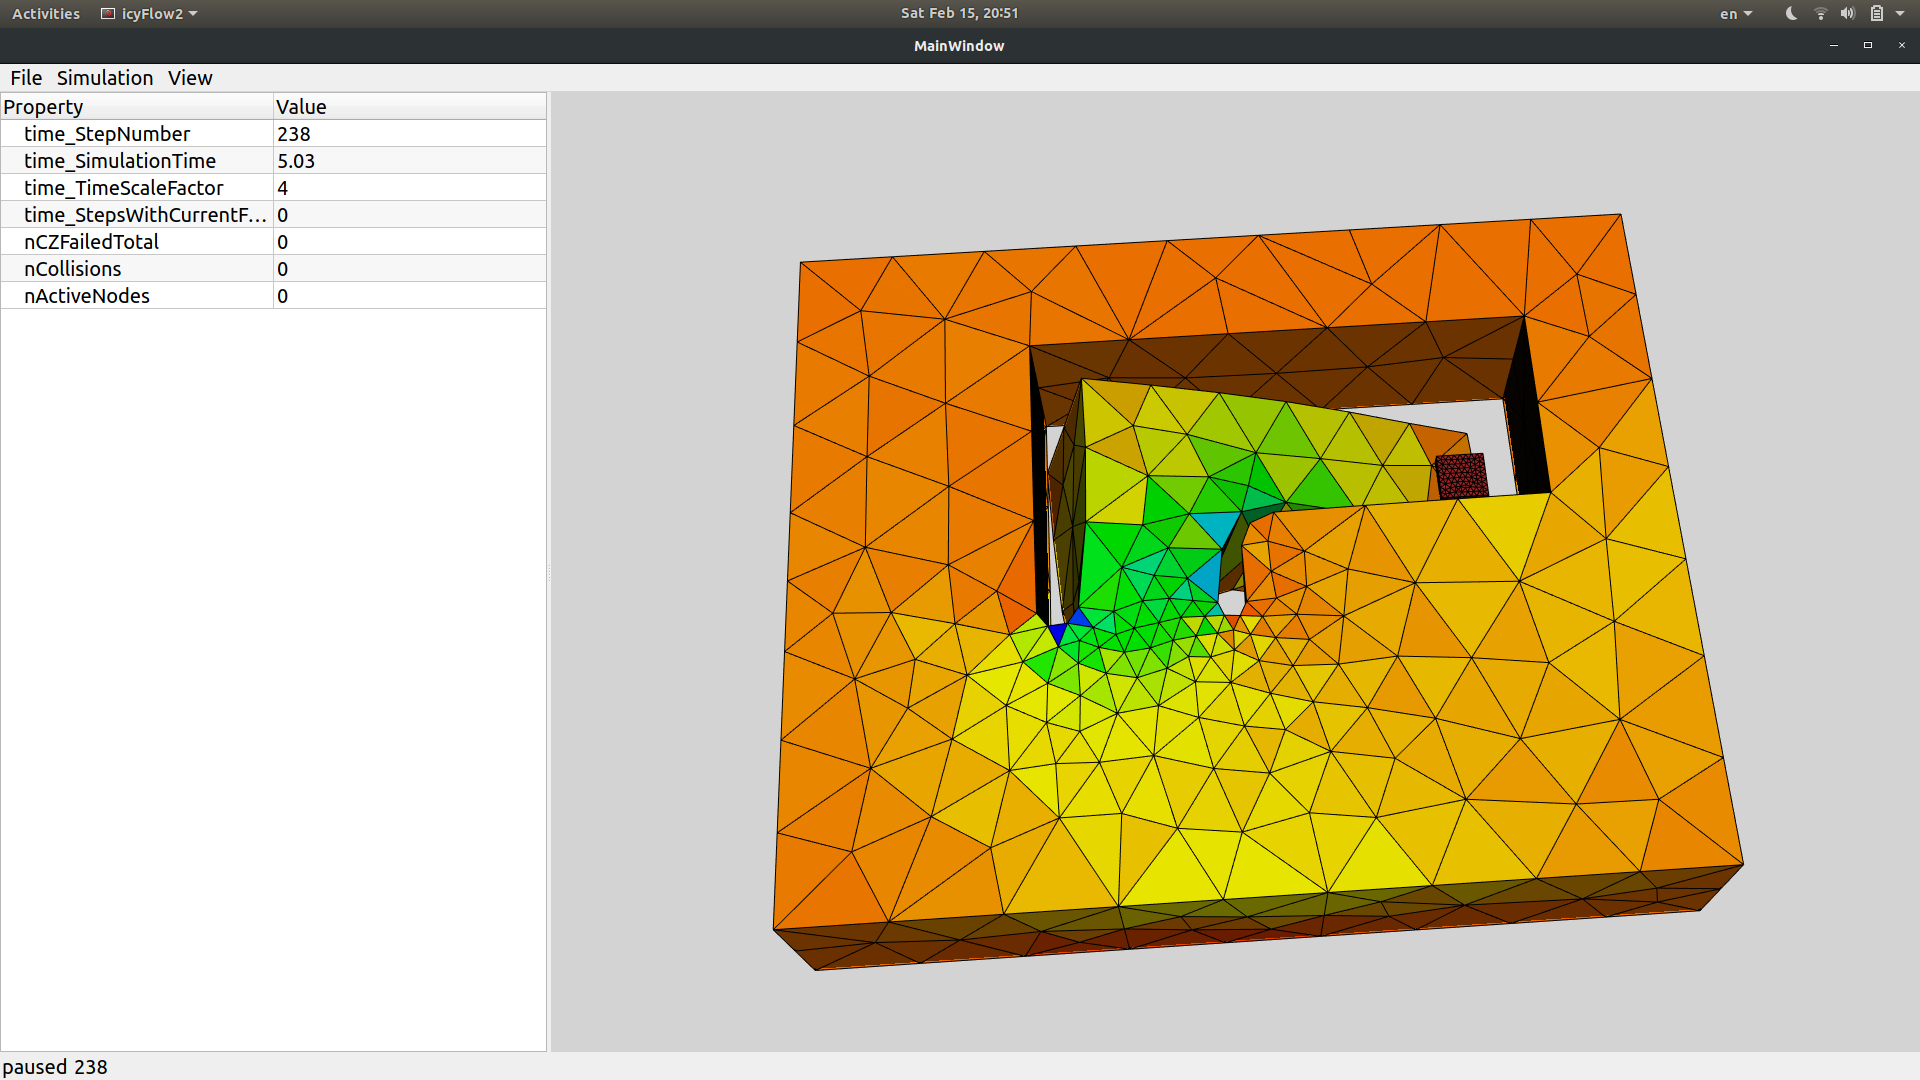 Activities icyFlow2 Sat Feb 15, 20:51 en
MainWindow
File Simulation View
Property Value
time_StepNumber 238
time_SimulationTime 5.03
time_TimeScaleFactor 4
time_StepsWithCurrentF... 0
nCZFailedTotal 0
nCollisions 0
nActiveNodes 0
paused 238